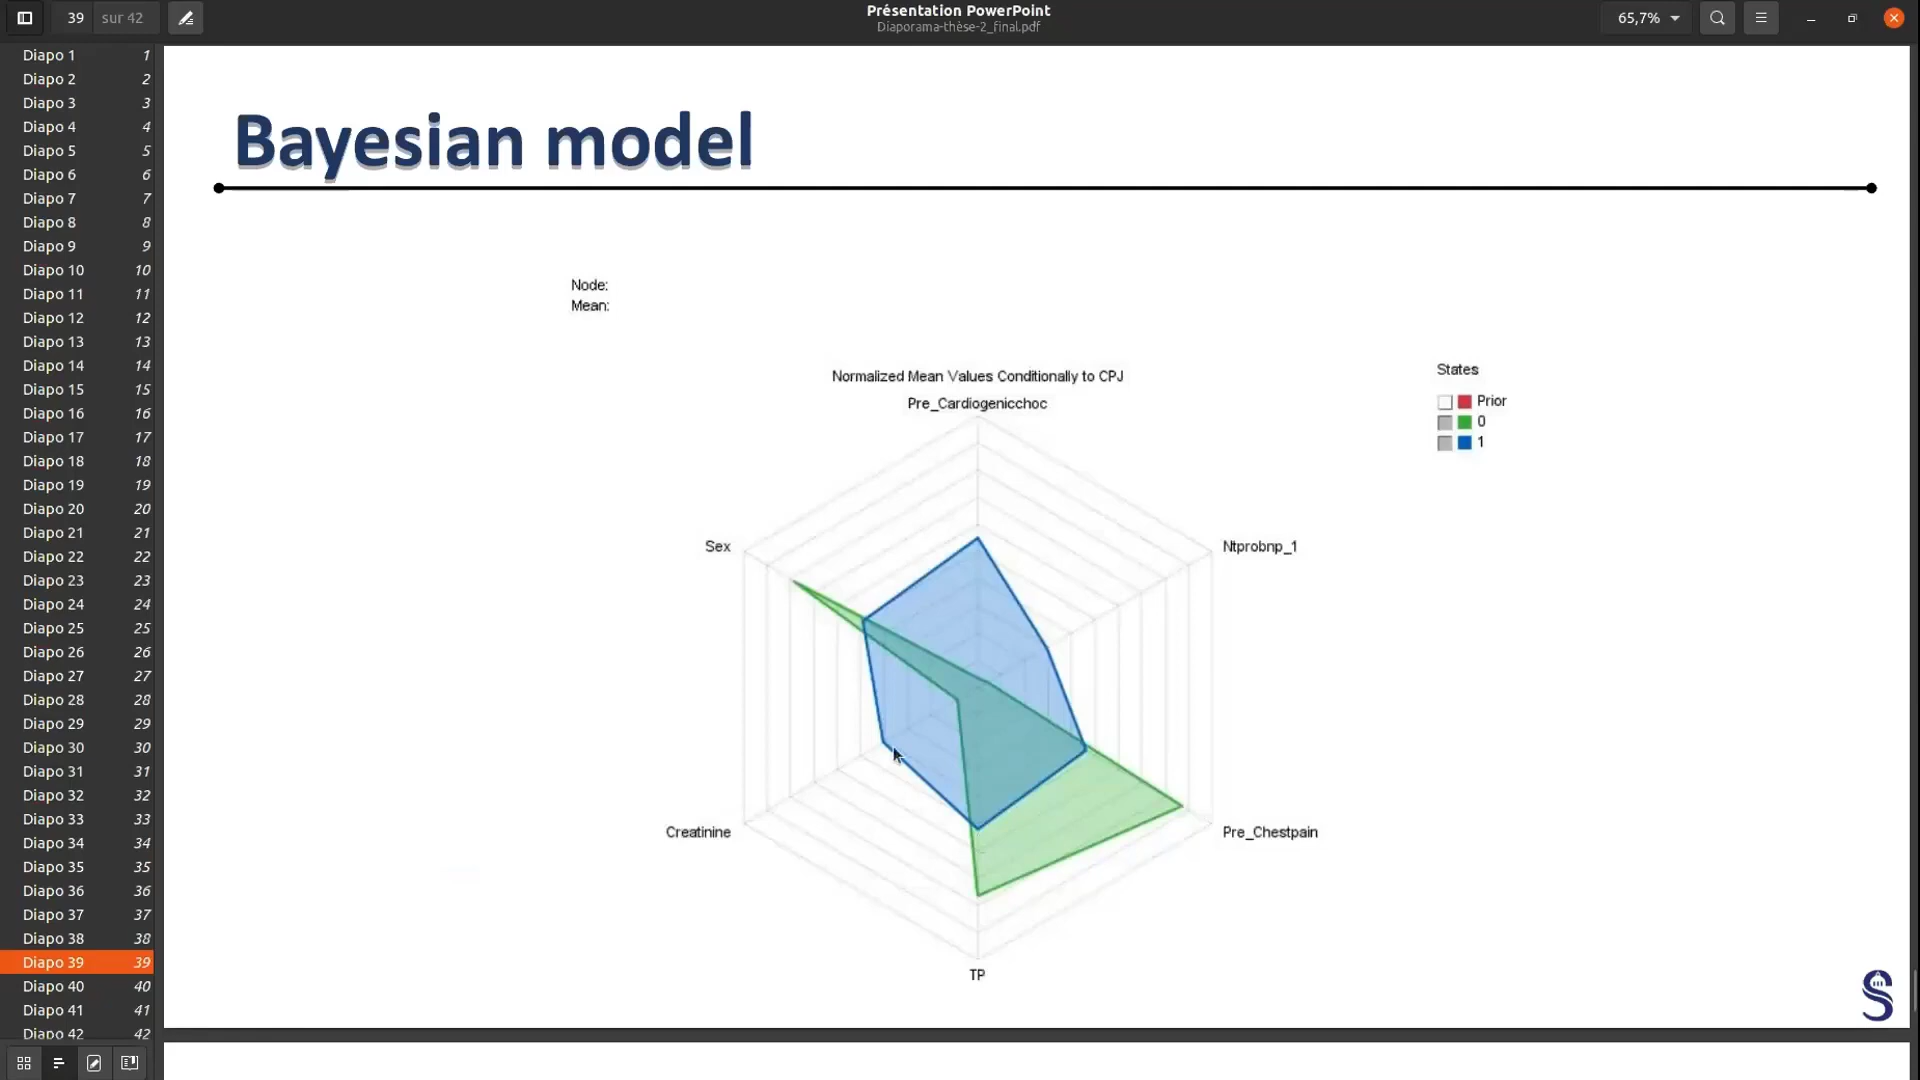 39 sur 42
Présentation PowerPoint
Diaporama-thèse-2_final.pdf
65,7%
Diapo 1 1
Diapo 2 2
Diapo 3 3
Diapo 4 4
Diapo 5 5
Diapo 6 6
Diapo 7 7
Diapo 8 8
Diapo 9 9
Diapo 10 10
Diapo 11 11
Diapo 12 12
Diapo 13 13
Diapo 14 14
Diapo 15 15
Diapo 16 16
Diapo 17 17
Diapo 18 18
Diapo 19 19
Diapo 20 20
Diapo 21 21
Diapo 22 22
Diapo 23 23
Diapo 24 24
Diapo 25 25
Diapo 26 26
Diapo 27 27
Diapo 28 28
Diapo 29 29
Diapo 30 30
Diapo 31 31
Diapo 32 32
Diapo 33 33
Diapo 34 34
Diapo 35 35
Diapo 36 36
Diapo 37 37
Diapo 38 38
Diapo 39 39
Diapo 40 40
Diapo 41 41
Diapo 42 42
Bayesian model
Node:
Mean:
Normalized Mean Values Conditionally to CPJ
Pre_Cardiogenicchoc
Ntprobnp_1
Pre_Chestpain
TP
Creatinine
Sex
States
Prior
0
1
S